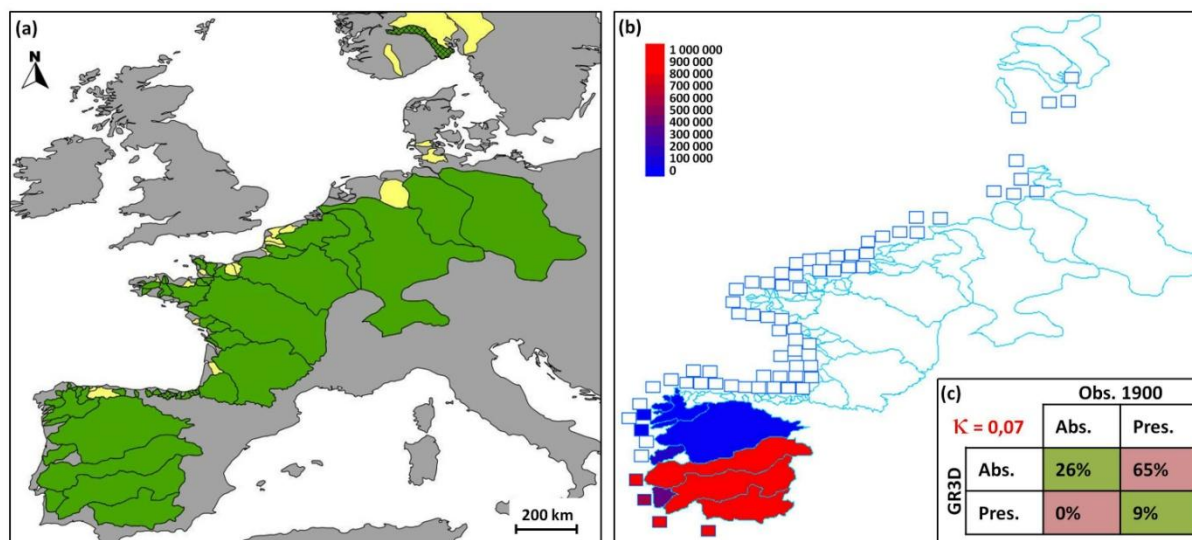 (a)
N
200 km
(b)
1 000 000
900 000
800 000
700 000
600 000
500 000
400 000
300 000
200 000
100 000
0
(c)
Obs. 1900
K = 0,07
Abs.
Pres.
GR3D
Abs.
26%
65%
Pres.
0%
9%